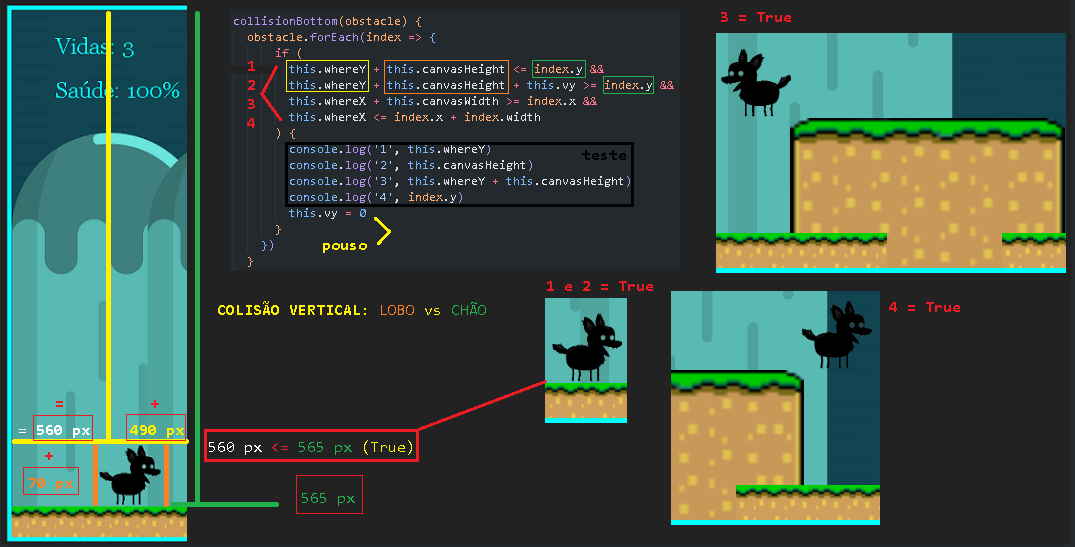 Vidas: 3
Saúde: 100%
collisionBottom(obstacle) {
obstacle.forEach(index => {
if (
1 this.whereY + this.canvasHeight <= index.y &&
2 this.whereY + this.canvasHeight + this.vy >= index.y &&
3 this.whereX + this.canvasWidth >= index.x &&
4 this.whereX <= index.x + index.width
) {
console.log('1', this.whereY)
teste
console.log('2', this.canvasHeight)
console.log('3', this.whereY + this.canvasHeight)
console.log('4', index.y)
this.vy = 0
}
pouso
})
}
3 = True
1 e 2 = True
4 = True
COLISÃO VERTICAL: LOBO vs CHÃO
= +
= 560 px 490 px
+
70 px
560 px <= 565 px (True)
565 px